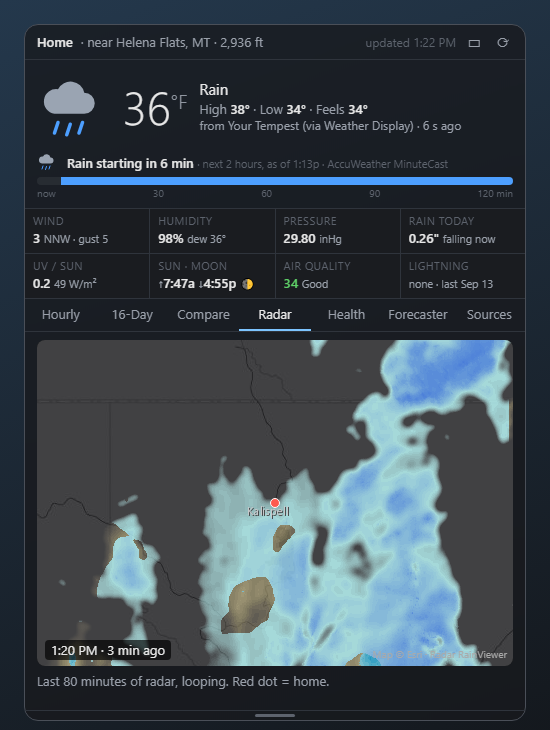 Home · near Helena Flats, MT · 2,936 ft updated 1:22 PM
36°F
Rain
High 38° · Low 34° · Feels 34°
from Your Tempest (via Weather Display) · 6 s ago
Rain starting in 6 min · next 2 hours, as of 1:13p · AccuWeather MinuteCast
now 30 60 90 120 min
WIND HUMIDITY PRESSURE RAIN TODAY
3 NNW · gust 5 98% dew 36° 29.80 inHg 0.26" falling now
UV / SUN SUN · MOON AIR QUALITY LIGHTNING
0.2 49 W/m² ↑7:47a ↓4:55p 34 Good none · last Sep 13
Hourly 16-Day Compare Radar Health Forecaster Sources
Kalispell
1:20 PM · 3 min ago
Viewer
Last 80 minutes of radar, looping. Red dot = home.